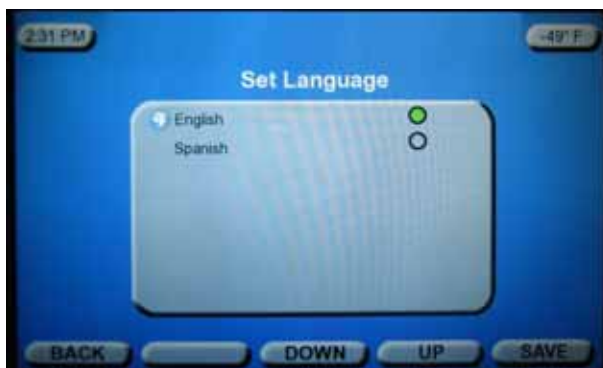 2:31 PM
-49° F
Set Language
English
Spanish
BACK
DOWN
UP
SAVE